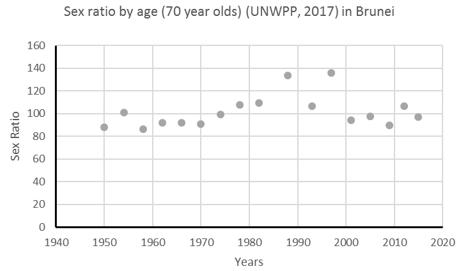 Sex ratio by age (70 year olds) (UNWPP, 2017) in Brunei
160
140
120
100
80
60
40
20
0
Sex Ratio
1940 1950 1960 1970 1980 1990 2000 2010 2020
Years